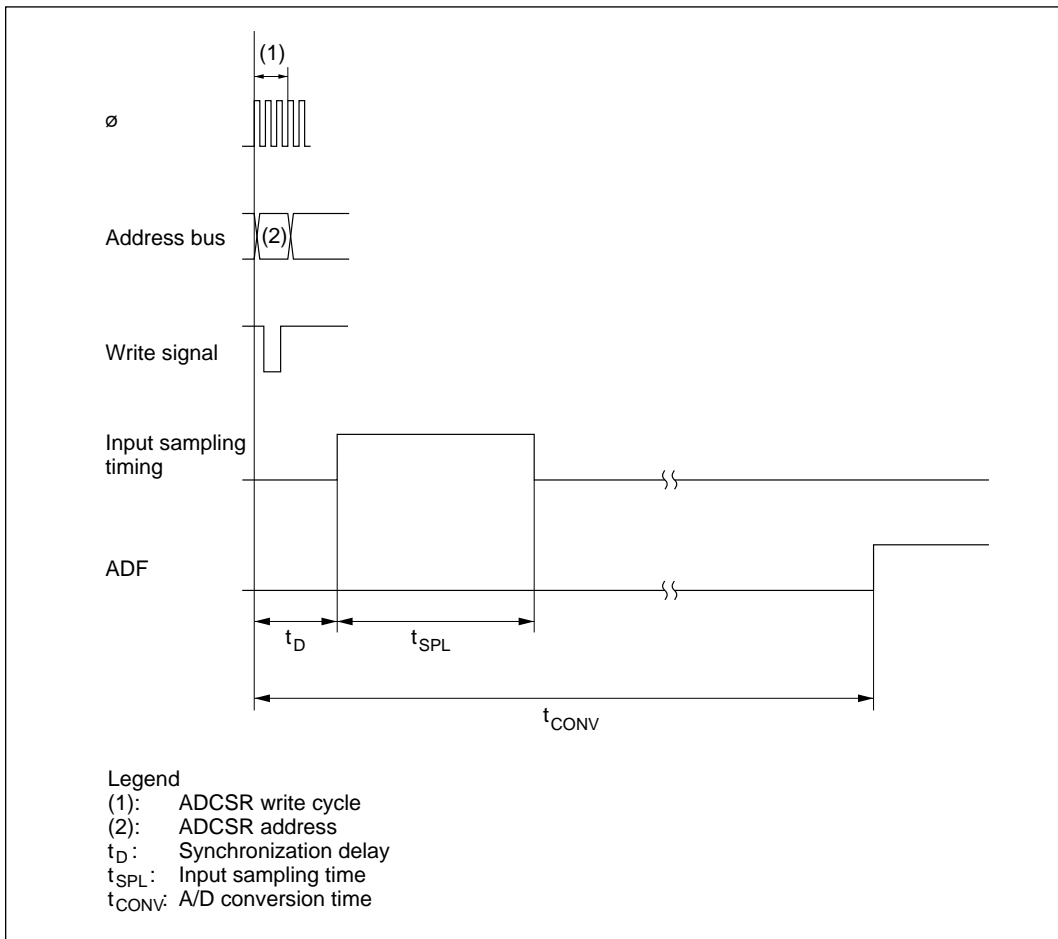 (1)
ø
Address bus
(2)
Write signal
Input sampling
timing
ADF
tD
tSPL
tCONV
Legend
(1): ADCSR write cycle
(2): ADCSR address
tD : Synchronization delay
tSPL : Input sampling time
tCONV: A/D conversion time